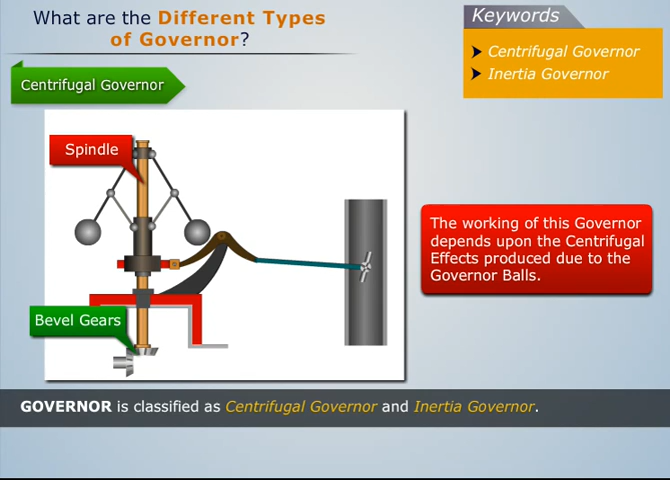 What are the Different Types
of Governor?
Keywords
Centrifugal Governor
Inertia Governor
Centrifugal Governor
Spindle
The working of this Governor
depends upon the Centrifugal
Effects produced due to the
Governor Balls.
Bevel Gears
GOVERNOR is classified as Centrifugal Governor and Inertia Governor.